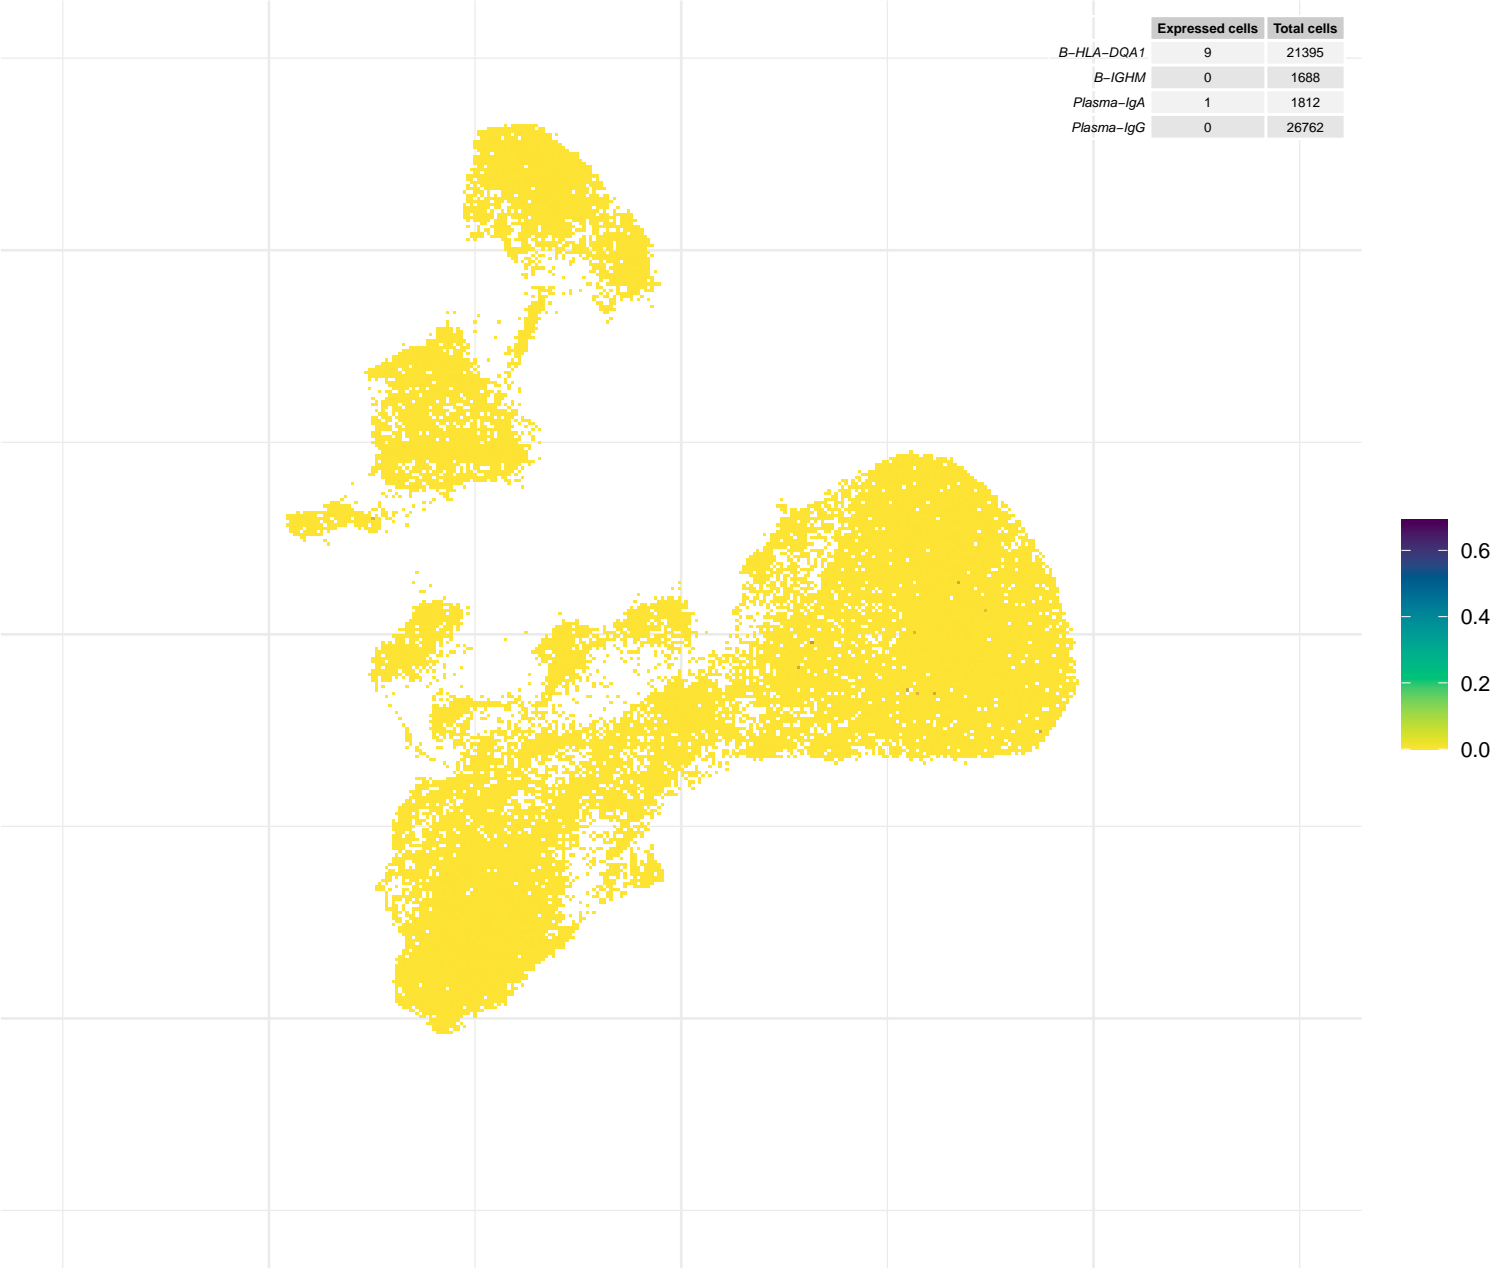 Expressed cells Total cells
B−HLA−DQA1 9 21395
B−IGHM 0 1688
Plasma−IgA 1 1812
Plasma−IgG 0 26762
0.6
0.4
0.2
0.0